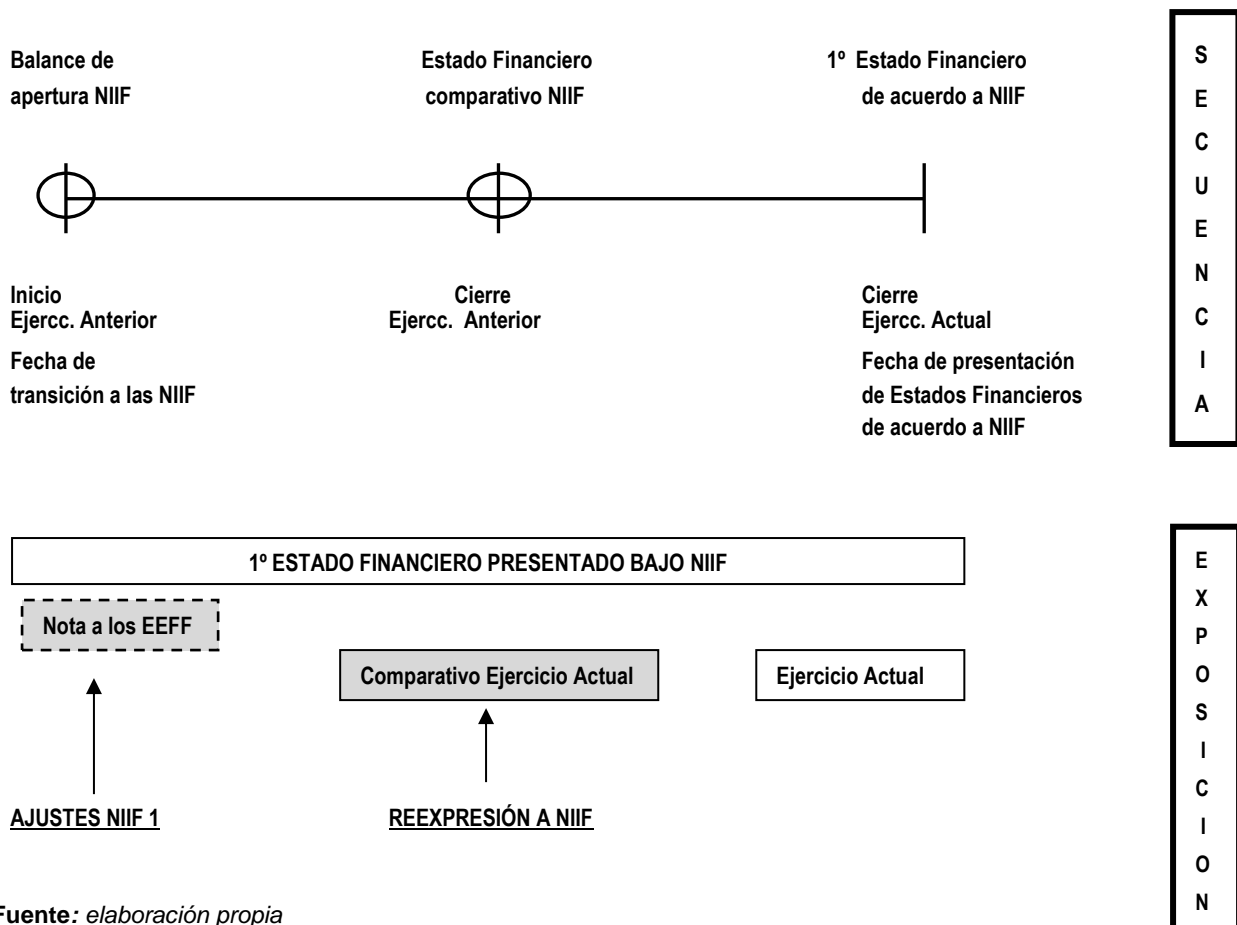 Balance de
apertura NIIF
Estado Financiero
comparativo NIIF
1º Estado Financiero
de acuerdo a NIIF
Inicio
Ejercc. Anterior
Fecha de
transición a las NIIF
Cierre
Ejercc. Anterior
Cierre
Ejercc. Actual
Fecha de presentación
de Estados Financieros
de acuerdo a NIIF
S
E
C
U
E
N
C
I
A
1º ESTADO FINANCIERO PRESENTADO BAJO NIIF
Nota a los EEFF
Comparativo Ejercicio Actual
Ejercicio Actual
AJUSTES NIIF 1
REEXPRESIÓN A NIIF
E
X
P
O
S
I
C
I
O
N
Fuente: elaboración propia